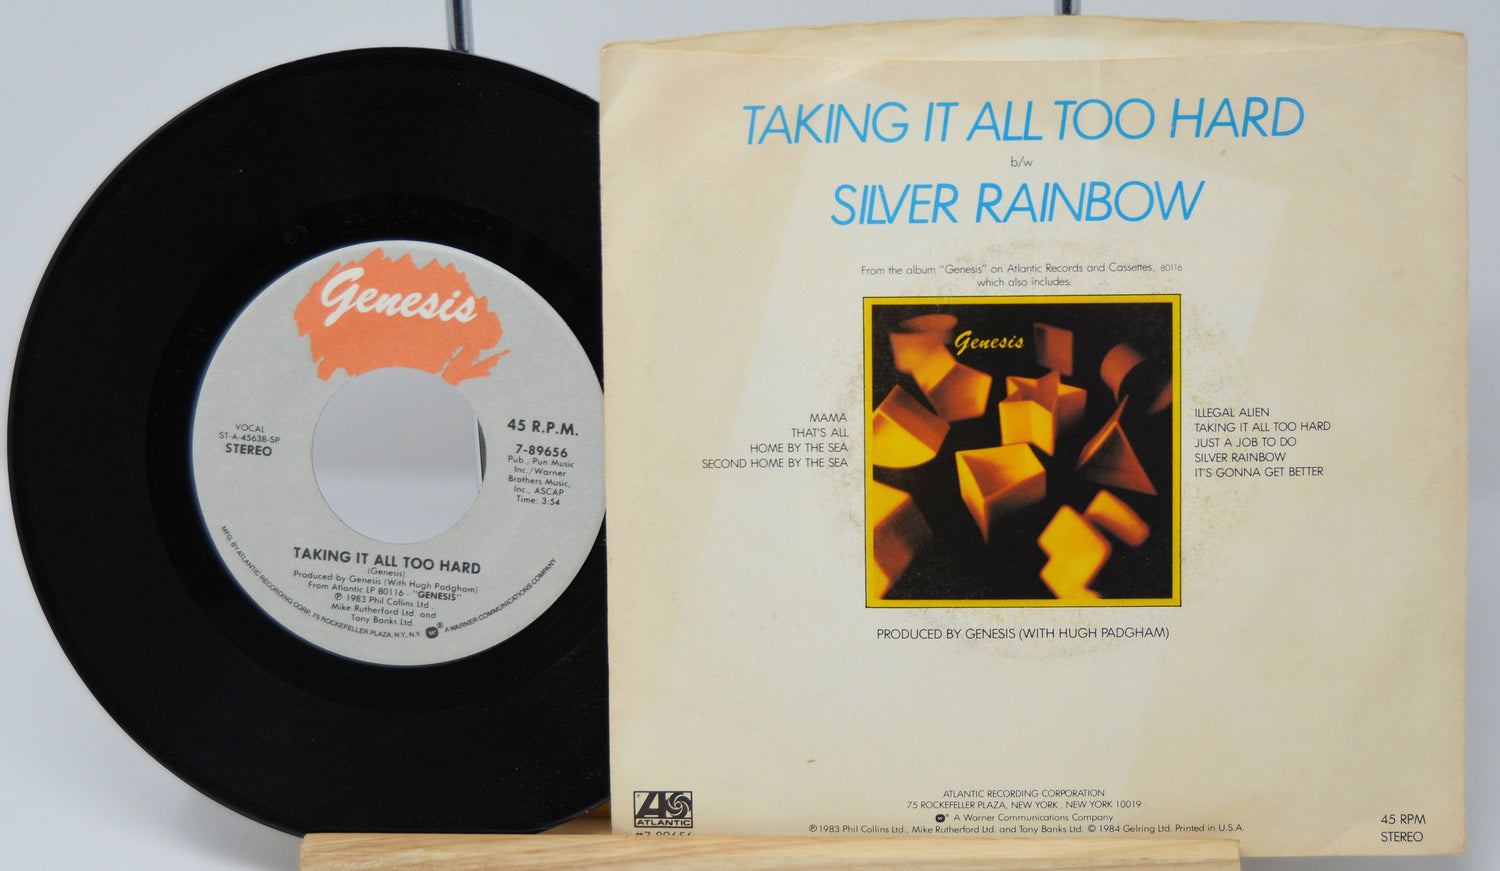 ATLANTIC STUDIOS
Genesis
VOCAL
ST-A-45638-SP
STEREO
45 R.P.M.
7-89656
Pub., Pun Music
Inc./Warner
Brothers Music,
Inc., ASCAP
Time: 3:54
TAKING IT ALL TOO HARD
(Genesis)
Produced by Genesis (With Hugh Padgham)
From Atlantic LP 80116 - "GENESIS"
℗ 1983 Phil Collins Ltd.,
Mike Rutherford Ltd. and
Tony Banks Ltd.
MFG. BY ATLANTIC RECORDING CORP., 75 ROCKEFELLER PLAZA, N.Y., N.Y. ® A WARNER COMMUNICATIONS COMPANY
TAKING IT ALL TOO HARD
b/w
SILVER RAINBOW
From the album "Genesis" on Atlantic Records and Cassettes, 80116
which also includes:
Genesis
MAMA
THAT'S ALL
HOME BY THE SEA
SECOND HOME BY THE SEA
ILLEGAL ALIEN
TAKING IT ALL TOO HARD
JUST A JOB TO DO
SILVER RAINBOW
IT'S GONNA GET BETTER
PRODUCED BY GENESIS (WITH HUGH PADGHAM)
ATLANTIC
#7-89656
ATLANTIC RECORDING CORPORATION
75 ROCKEFELLER PLAZA, NEW YORK, NEW YORK 10019
® A Warner Communications Company
℗ 1983 Phil Collins Ltd., Mike Rutherford Ltd. and Tony Banks Ltd. © 1984 Gelring Ltd. Printed in U.S.A.
45 RPM
STEREO